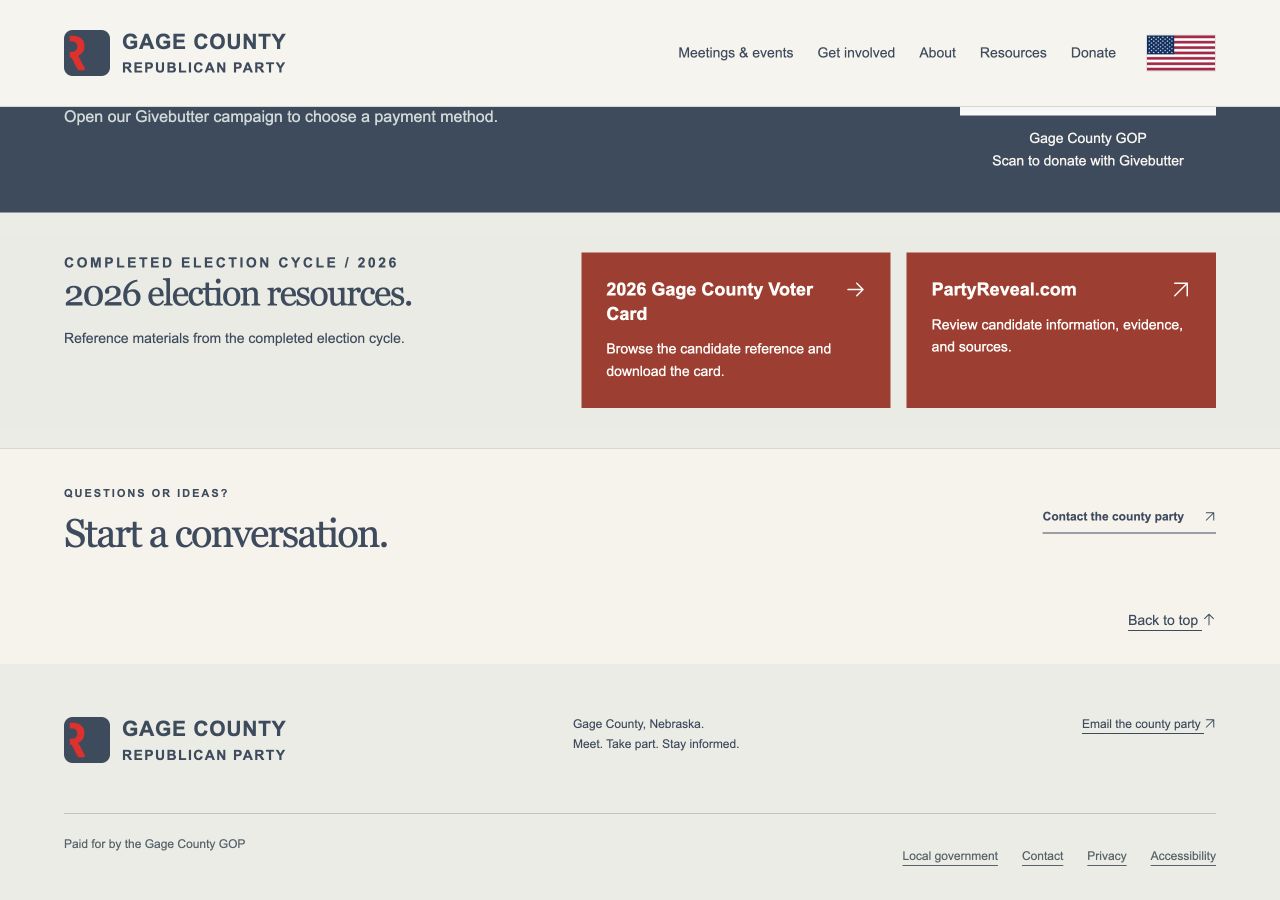 GAGE COUNTY
REPUBLICAN PARTY
Meetings & events
Get involved
About
Resources
Donate
Open our Givebutter campaign to choose a payment method.
Gage County GOP
Scan to donate with Givebutter
COMPLETED ELECTION CYCLE / 2026
2026 election resources.
Reference materials from the completed election cycle.
2026 Gage County Voter
Card
Browse the candidate reference and
download the card.
PartyReveal.com
Review candidate information, evidence,
and sources.
QUESTIONS OR IDEAS?
Start a conversation.
Contact the county party
Back to top
GAGE COUNTY
REPUBLICAN PARTY
Gage County, Nebraska.
Meet. Take part. Stay informed.
Email the county party
Paid for by the Gage County GOP
Local government
Contact
Privacy
Accessibility